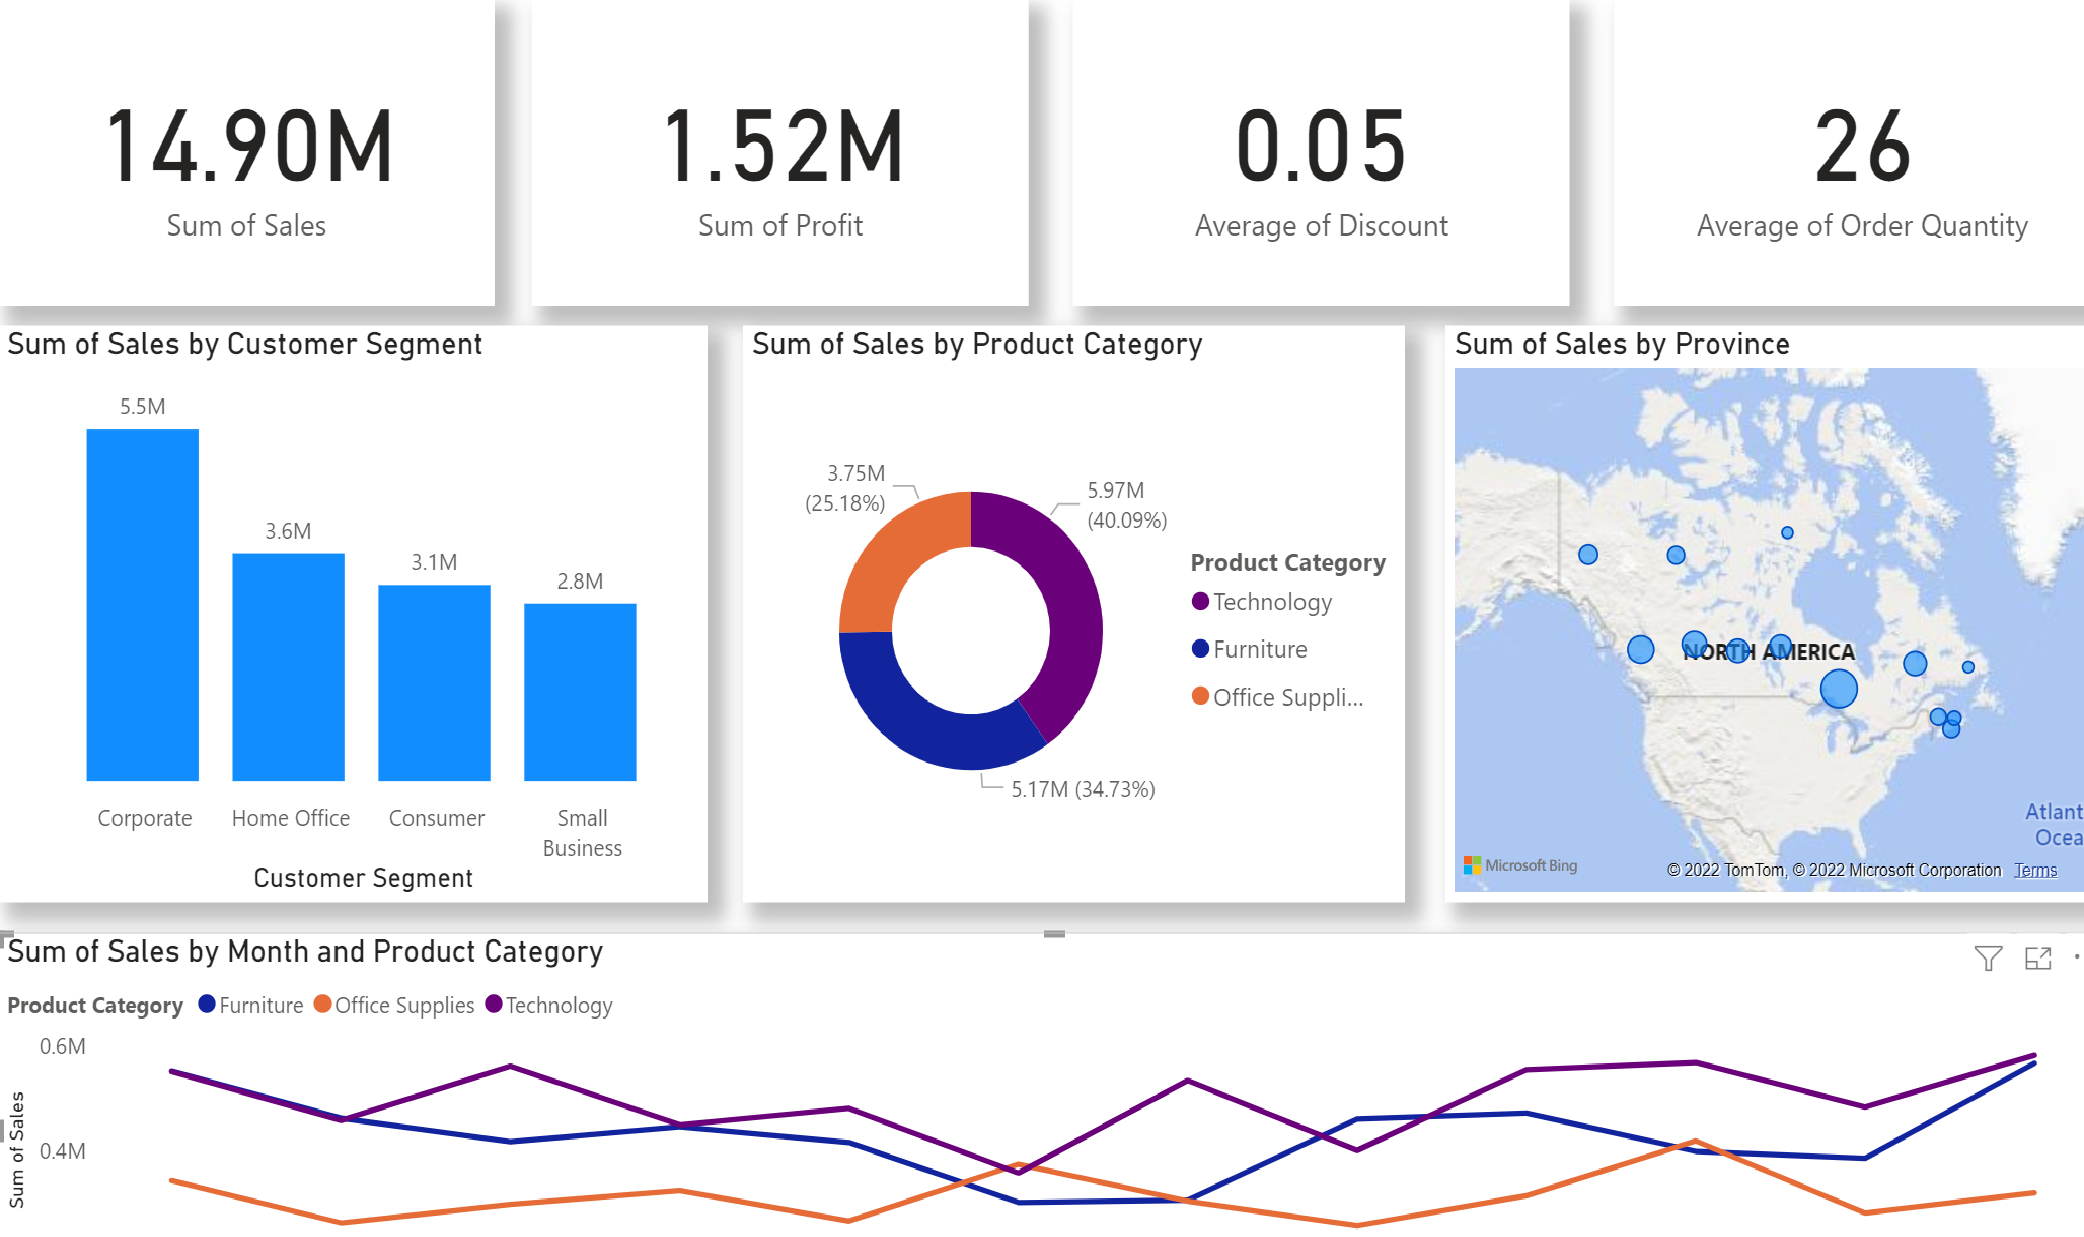 14.90M
Sum of Sales
1.52M
Sum of Profit
0.05
Average of Discount
26
Average of Order Quantity
Sum of Sales by Customer Segment
5.5M
3.6M
3.1M
2.8M
Corporate
Home Office
Consumer
Small
Business
Customer Segment
Sum of Sales by Product Category
3.75M
(25.18%)
5.97M
(40.09%)
5.17M (34.73%)
Product Category
Technology
Furniture
Office Suppli...
Sum of Sales by Province
NORTH AMERICA
Atlant
Ocea
Microsoft Bing
© 2022 TomTom, © 2022 Microsoft Corporation Terms
Sum of Sales by Month and Product Category
Product Category Furniture Office Supplies Technology
0.6M
0.4M
Sum of Sales